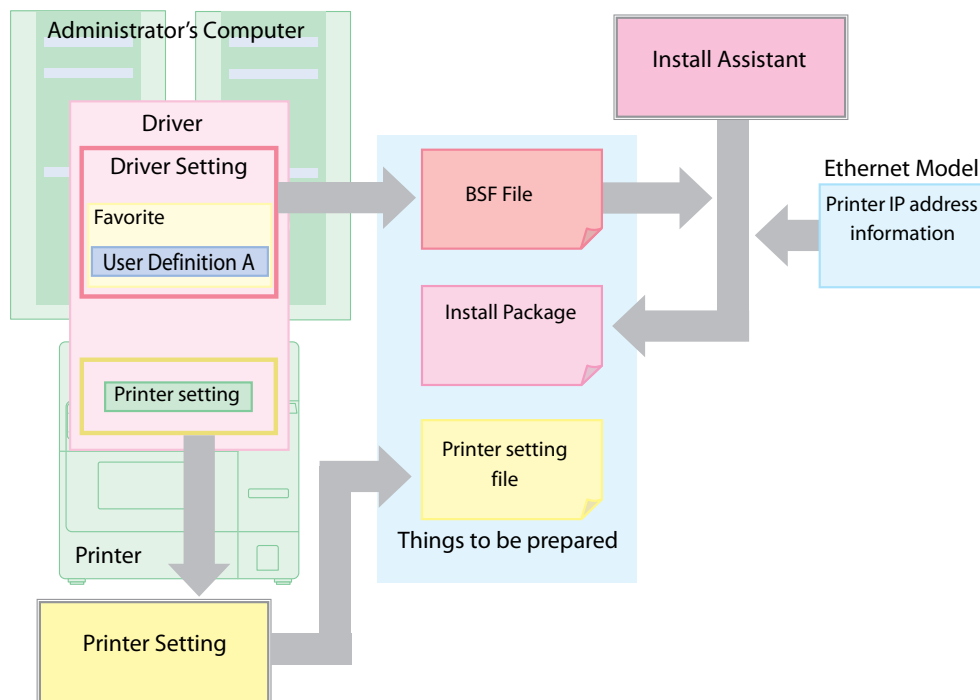 Administrator's Computer
Driver
Driver Setting
Favorite
User Definition A
Printer setting
Printer
Printer Setting
BSF File
Install Package
Printer setting
file
Things to be prepared
Install Assistant
Ethernet Model
Printer IP address
information